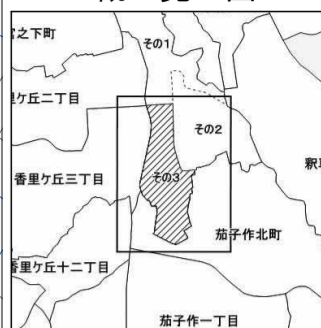 その1
之下町
ケ丘二丁目
その2
香里ケ丘三丁目
その3
茄子作北町
香里ケ丘十二丁目
茄子作一丁目